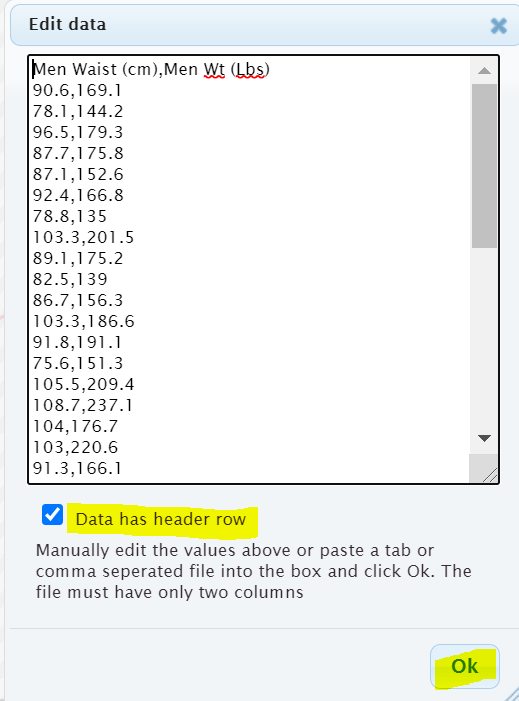 Edit data
Men Waist (cm),Men Wt (Lbs)
90.6,169.1
78.1,144.2
96.5,179.3
87.7,175.8
87.1,152.6
92.4,166.8
78.8,135
103.3,201.5
89.1,175.2
82.5,139
86.7,156.3
103.3,186.6
91.8,191.1
75.6,151.3
105.5,209.4
108.7,237.1
104,176.7
103,220.6
91.3,166.1
Data has header row
Manually edit the values above or paste a tab or
comma seperated file into the box and click Ok. The
file must have only two columns
Ok